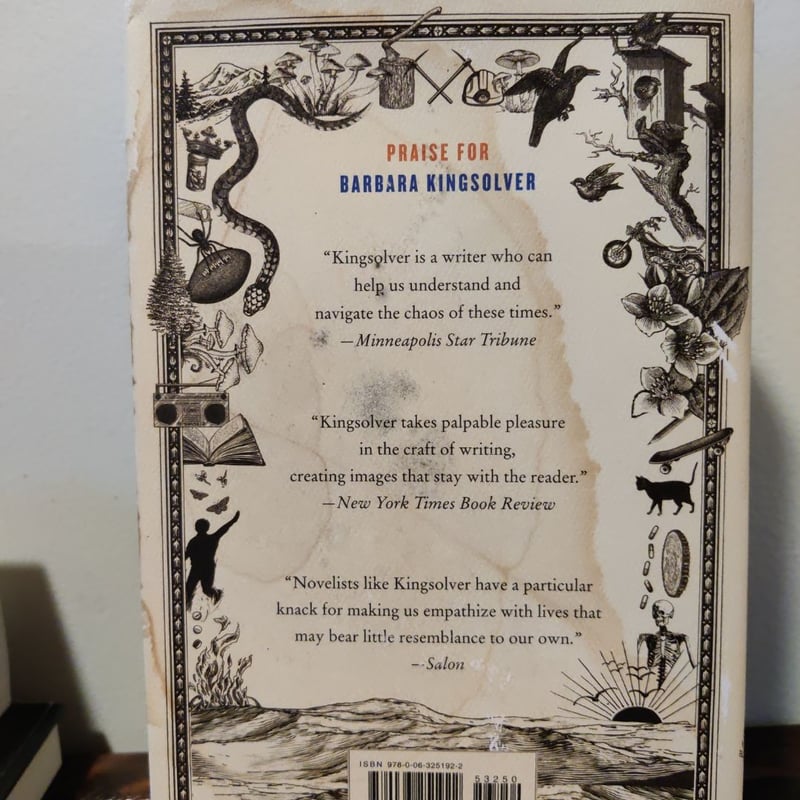 PRAISE FOR
BARBARA KINGSOLVER
“Kingsolver is a writer who can
help us understand and
navigate the chaos of these times.”
—Minneapolis Star Tribune
“Kingsolver takes palpable pleasure
in the craft of writing,
creating images that stay with the reader.”
—New York Times Book Review
“Novelists like Kingsolver have a particular
knack for making us empathize with lives that
may bear little resemblance to our own.”
—Salon
ISBN 978-0-06-325192-2
53250